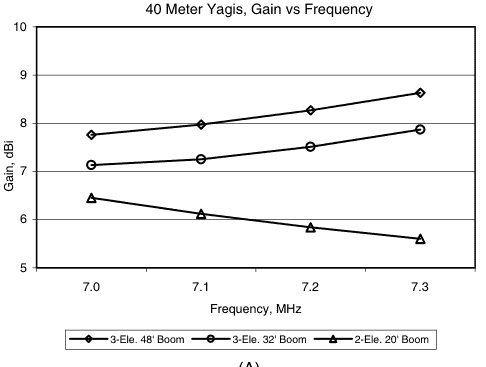 40 Meter Yagis, Gain vs Frequency
10
9
8
7
6
5
Gain, dBi
7.0 7.1 7.2 7.3
Frequency, MHz
3-Ele. 48' Boom 3-Ele. 32' Boom 2-Ele. 20' Boom
(A)